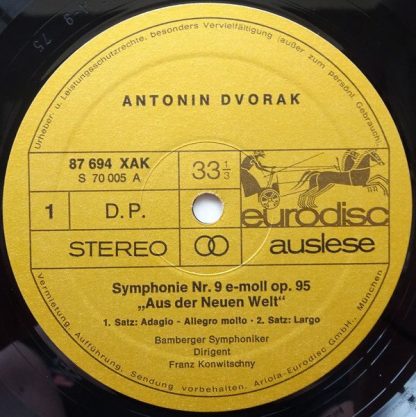 Urheber- u. Leistungsschutzrechte, besonders Vervielfältigung (außer zum persönl. Gebrauch),
ANTONIN DVORAK
87 694 XAK
S 70 005 A
33 1/3
1
D.P.
STEREO
eurodisc
auslese
Symphonie Nr. 9 e-moll op. 95
„Aus der Neuen Welt“
1. Satz: Adagio - Allegro molto · 2. Satz: Largo
Bamberger Symphoniker
Dirigent
Franz Konwitschny
Vermietung, Aufführung, Sendung vorbehalten. Ariola-Eurodisc GmbH., München